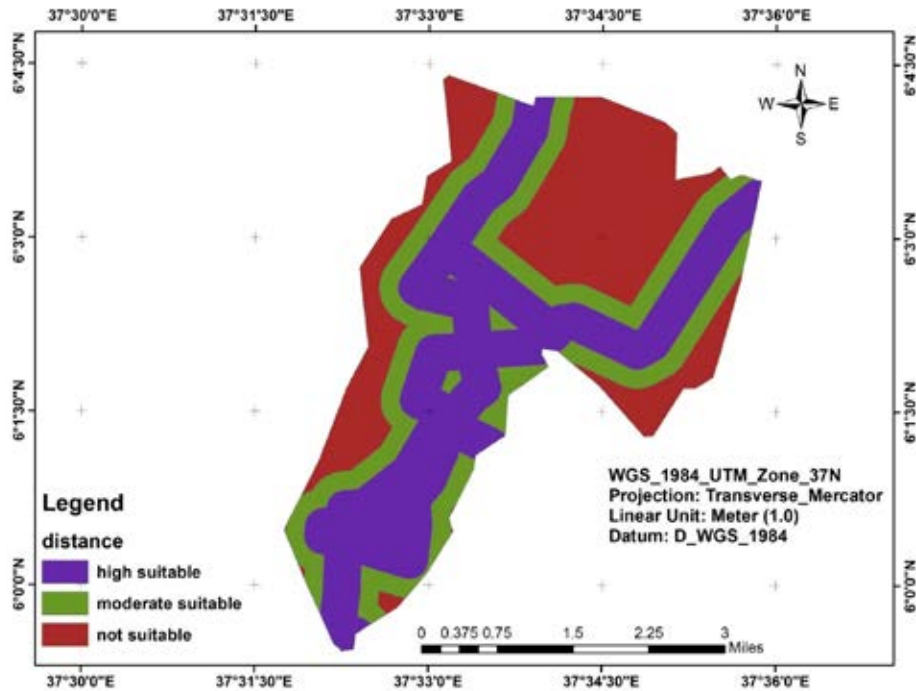 37°30'0"E 37°31'30"E 37°33'0"E 37°34'30"E 37°36'0"E
6°4'30"N 6°4'30"N
N
W E
S
6°3'0"N 6°3'0"N
6°1'30"N 6°1'30"N
WGS_1984_UTM_Zone_37N
Projection: Transverse_Mercator
Linear Unit: Meter (1.0)
Datum: D_WGS_1984
Legend
distance
high suitable
moderate suitable
not suitable
6°0'0"N 6°0'0"N
0 0.375 0.75 1.5 2.25 3
Miles
37°30'0"E 37°31'30"E 37°33'0"E 37°34'30"E 37°36'0"E